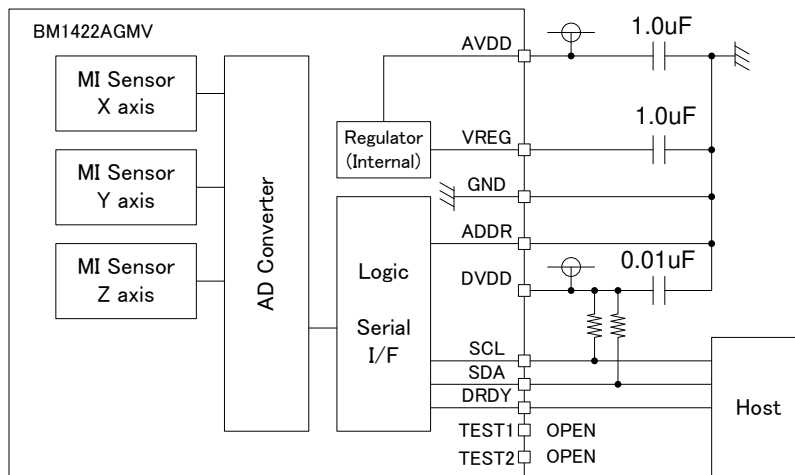 BM1422AGMV
MI Sensor
X axis
MI Sensor
Y axis
MI Sensor
Z axis
AD Converter
Regulator
(Internal)
Logic
Serial
I/F
AVDD
VREG
GND
ADDR
DVDD
SCL
SDA
DRDY
TEST1 OPEN
TEST2 OPEN
1.0uF
1.0uF
0.01uF
Host